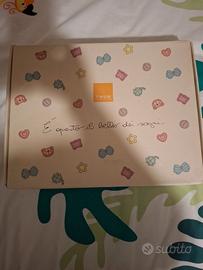 È questo il bello dei sogni.
subito